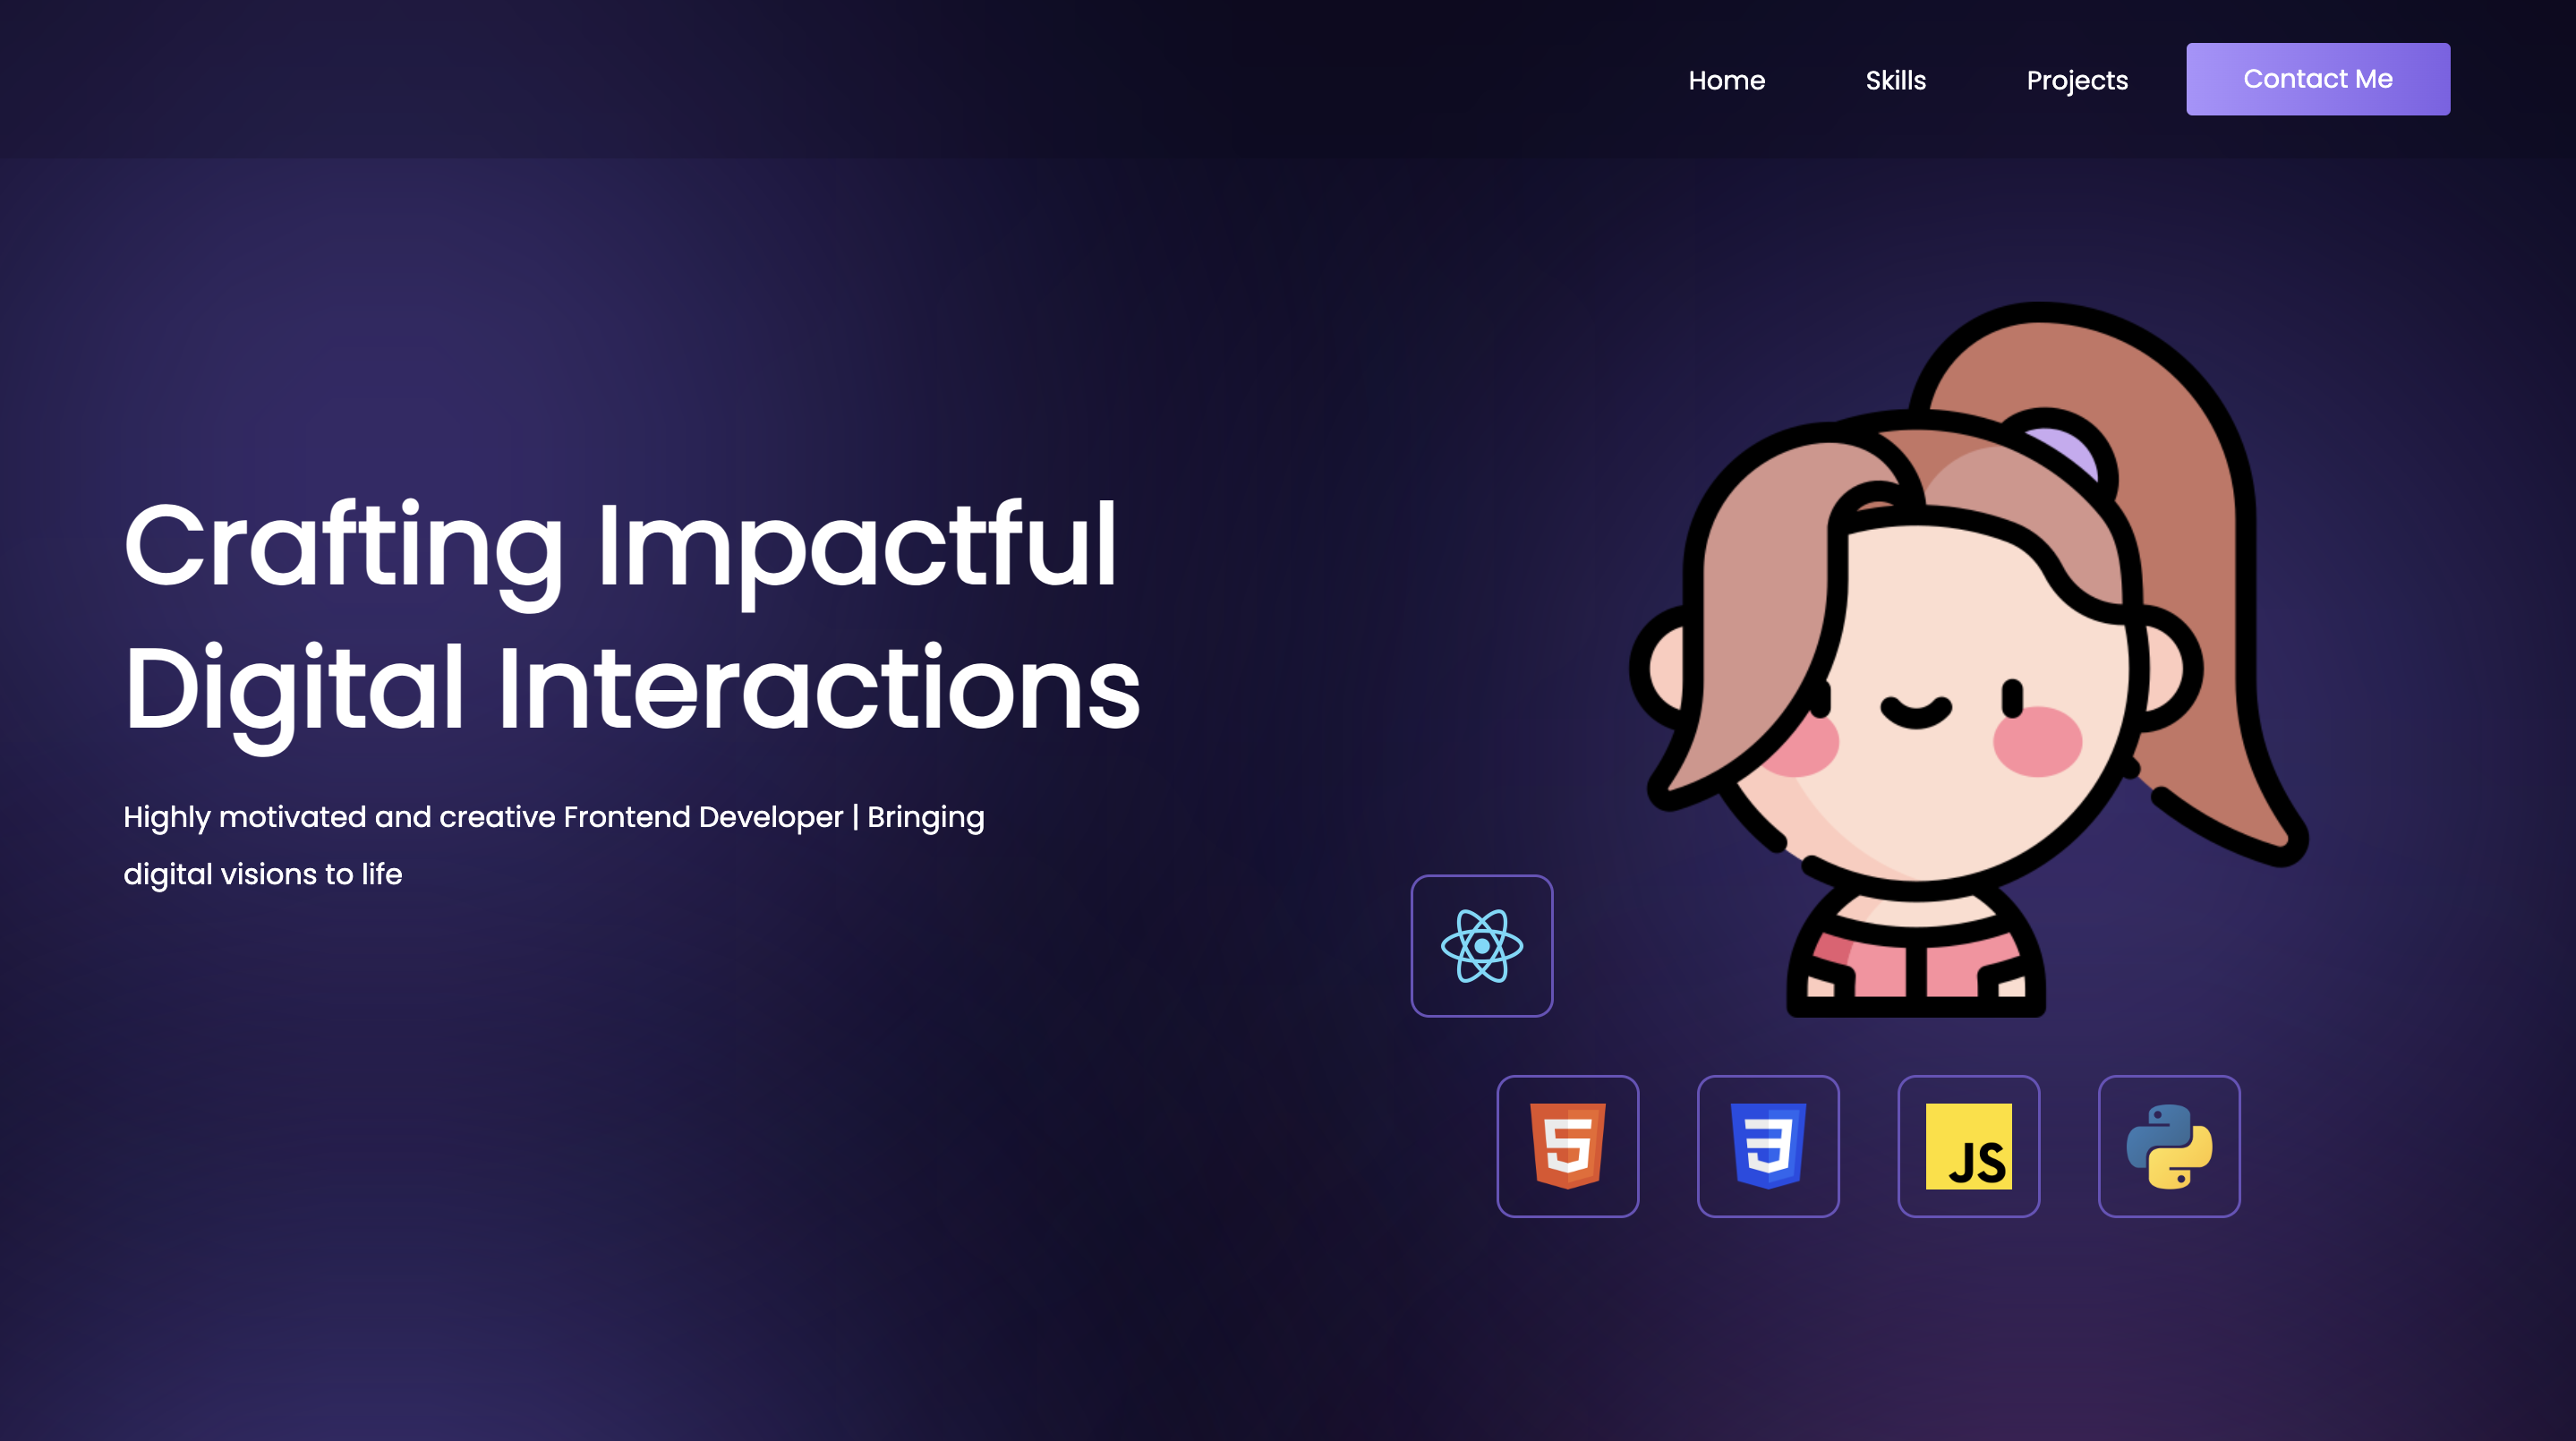 Home Skills Projects Contact Me
Crafting Impactful
Digital Interactions
Highly motivated and creative Frontend Developer | Bringing
digital visions to life
5 3 JS